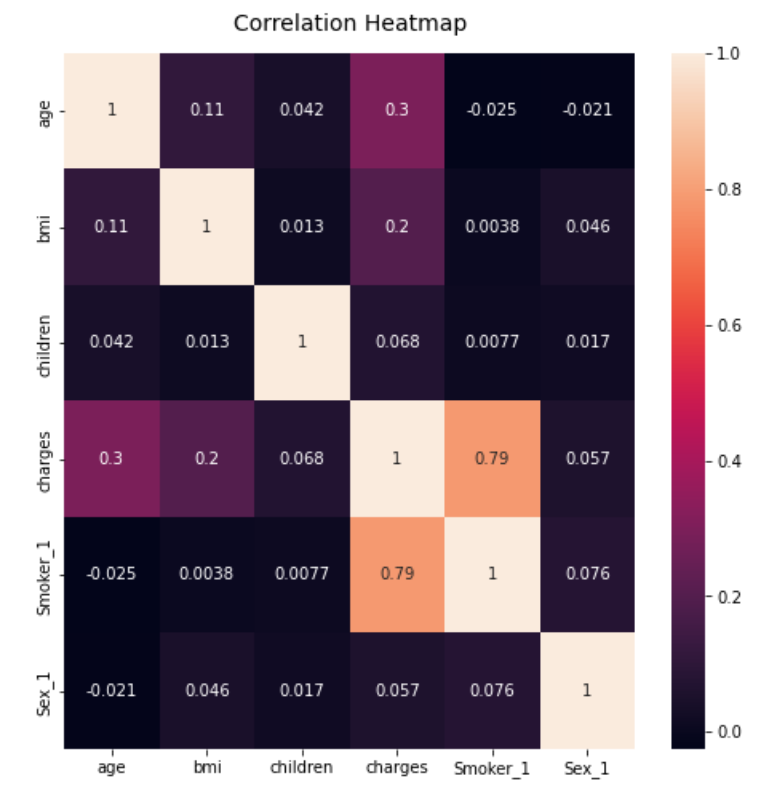 Correlation Heatmap
age 1 0.11 0.042 0.3 -0.025 -0.021
bmi 0.11 1 0.013 0.2 0.0038 0.046
children 0.042 0.013 1 0.068 0.0077 0.017
charges 0.3 0.2 0.068 1 0.79 0.057
Smoker_1 -0.025 0.0038 0.0077 0.79 1 0.076
Sex_1 -0.021 0.046 0.017 0.057 0.076 1
age bmi children charges Smoker_1 Sex_1
1.0
0.8
0.6
0.4
0.2
0.0